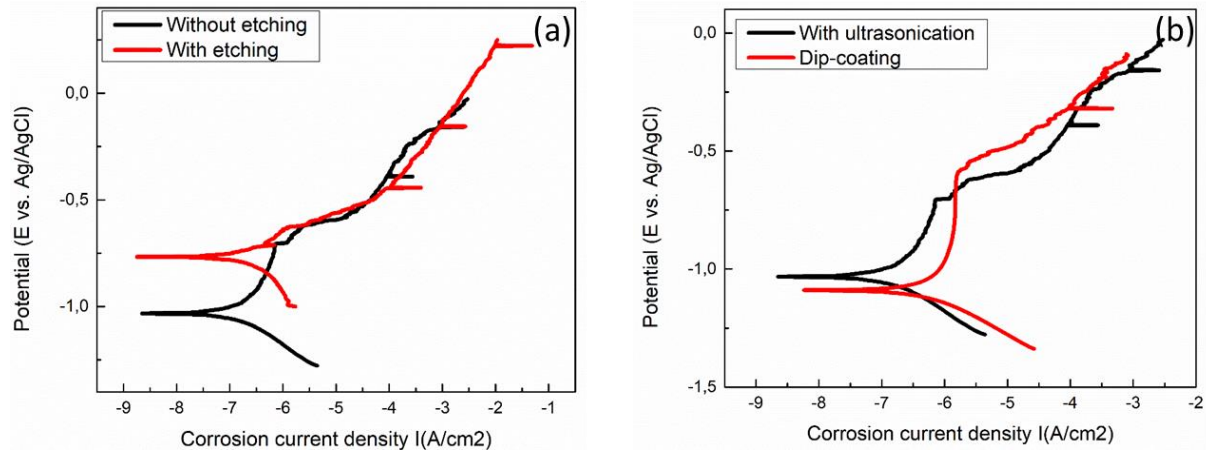 Without etching
With etching
(a)
Potential (E vs. Ag/AgCl)
0,0
-0,5
-1,0
-9 -8 -7 -6 -5 -4 -3 -2 -1
Corrosion current density I(A/cm2)
With ultrasonication
Dip-coating
(b)
Potential (E vs. Ag/AgCl)
0,0
-0,5
-1,0
-1,5
-9 -8 -7 -6 -5 -4 -3 -2
Corrosion current density I(A/cm2)